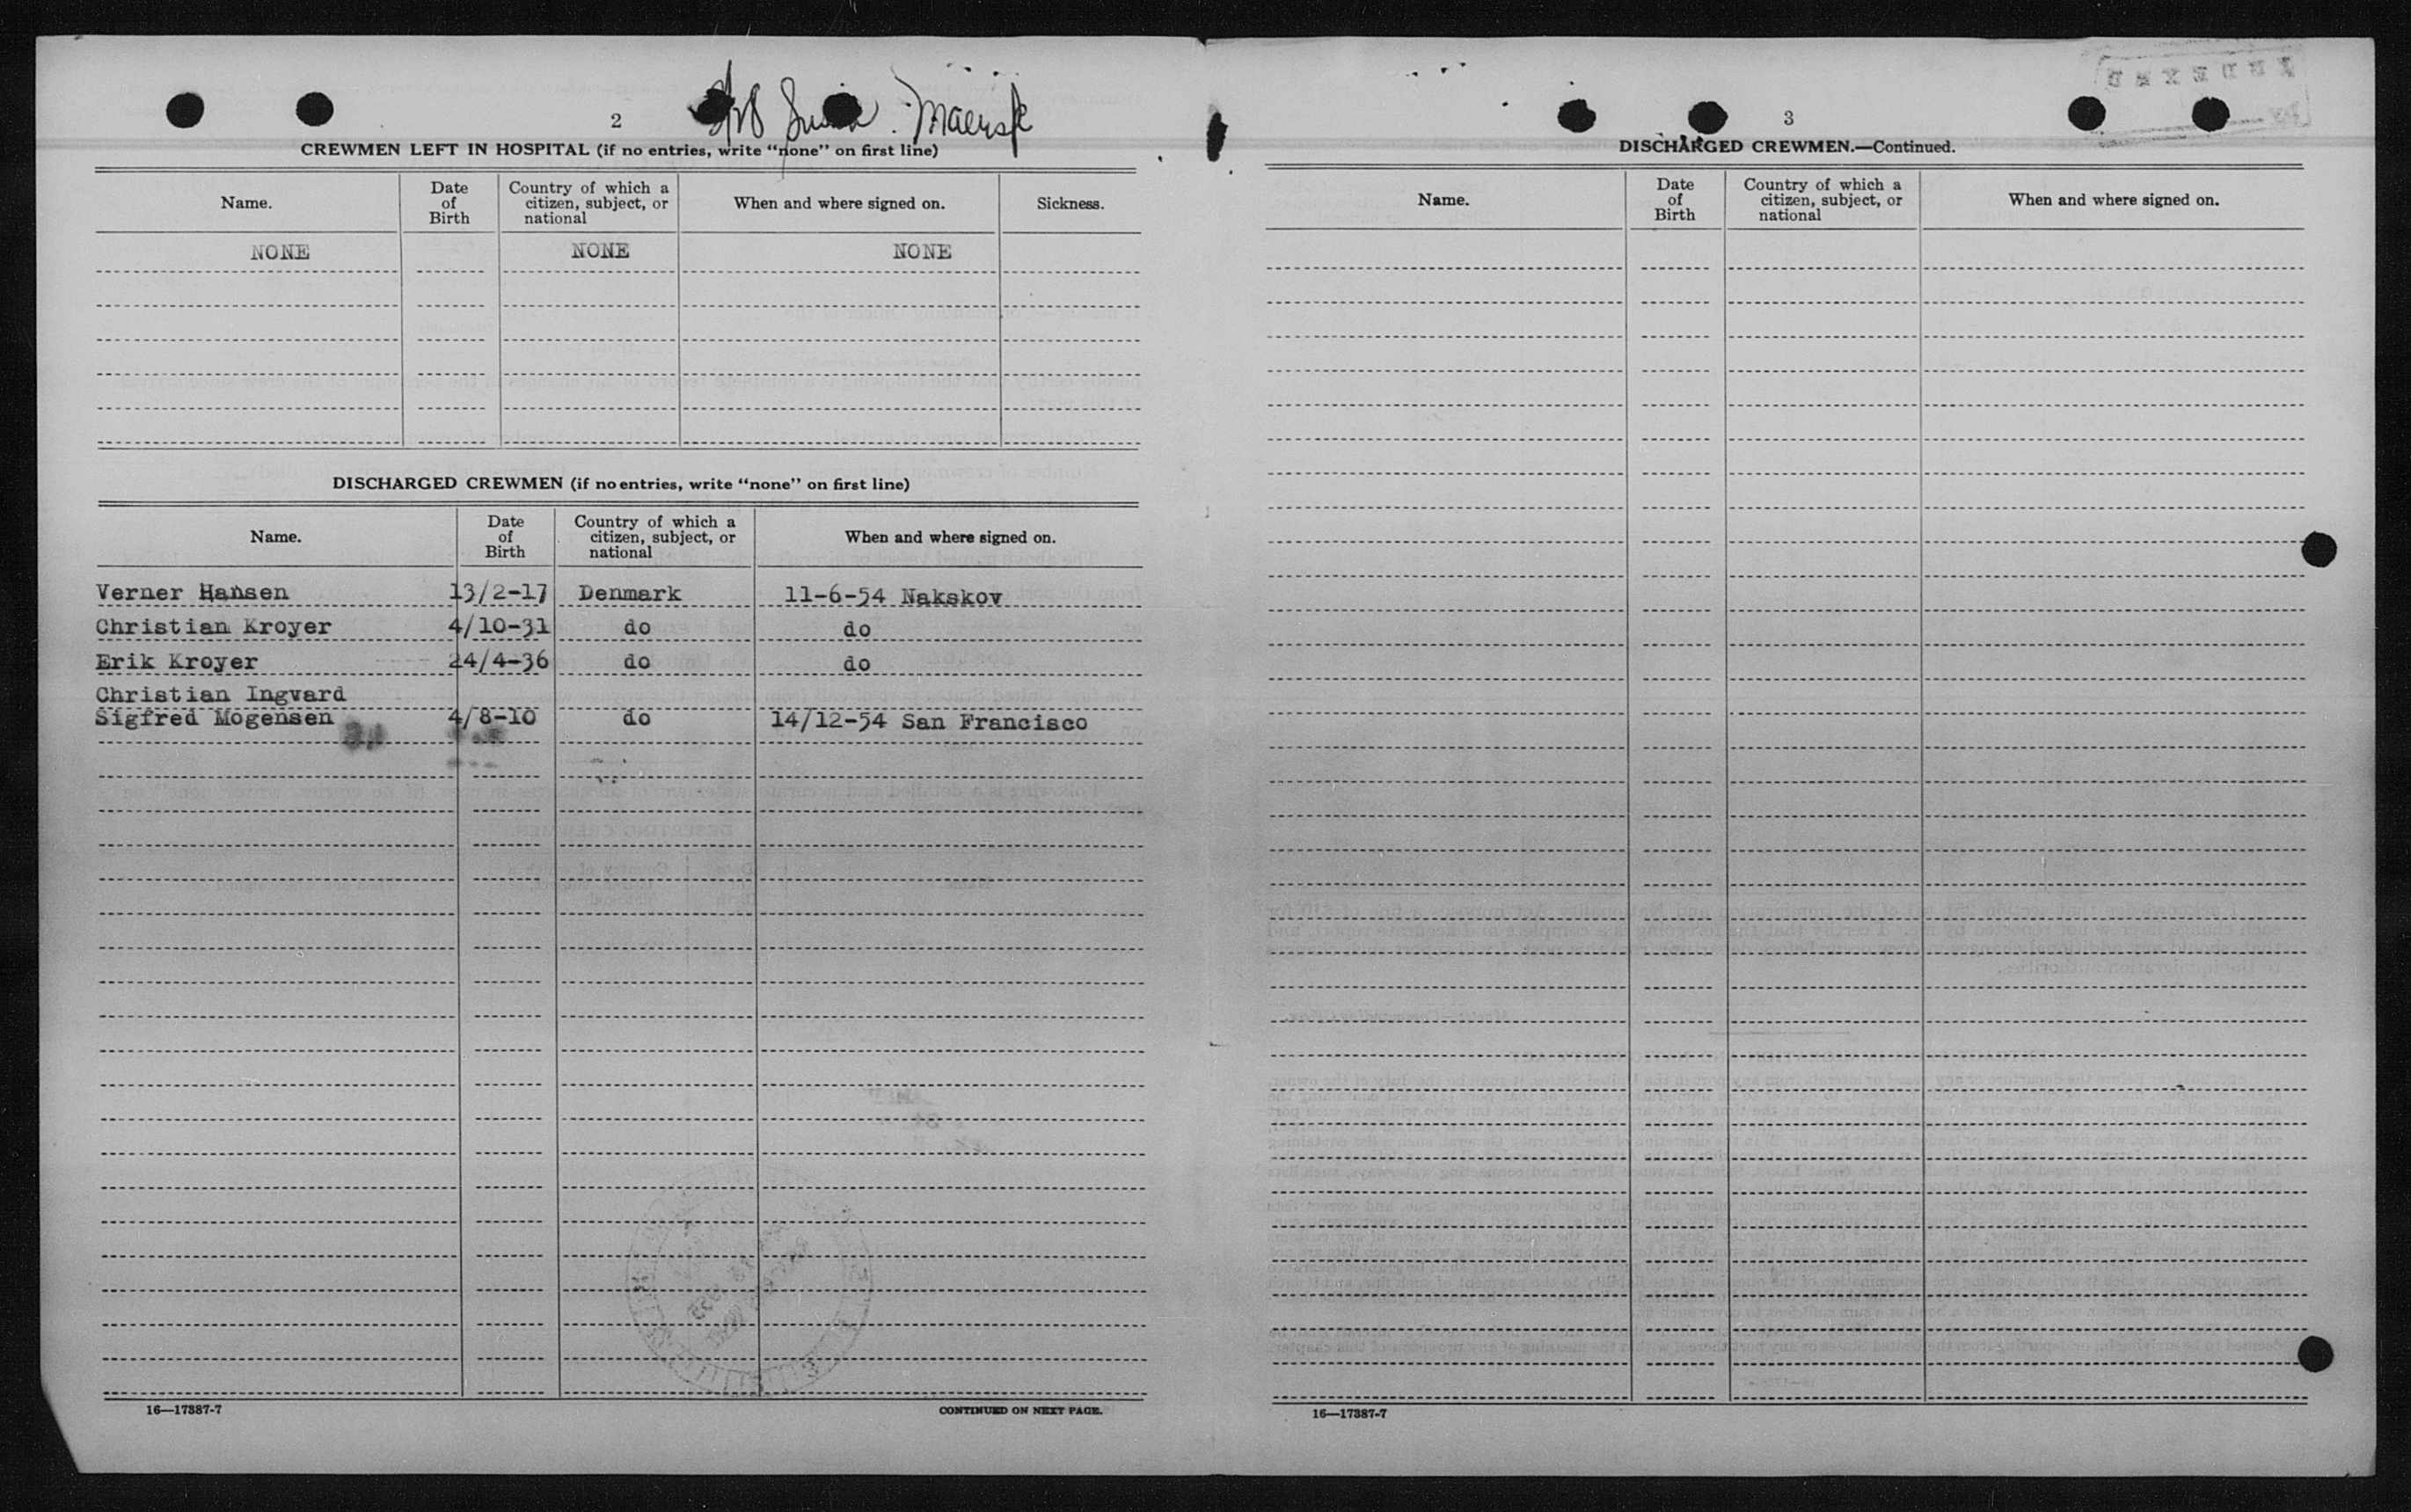 2
Maersk
CREWMEN LEFT IN HOSPITAL (if no entries, write "none" on first line)
Name. Date of Birth Country of which a citizen, subject, or national When and where signed on. Sickness.
NONE NONE NONE
DISCHARGED CREWMEN (if no entries, write "none" on first line)
Name. Date of Birth Country of which a citizen, subject, or national When and where signed on.
Verner Hansen 13/2-17 Denmark 11-6-54 Nakskov
Christian Kroyer 4/10-31 do do
Erik Kroyer 24/4-36 do do
Christian Ingvard
Sigfred Mogensen 4/8-10 do 14/12-54 San Francisco
16—17387-7 CONTINUED ON NEXT PAGE.
3
DISCHARGED CREWMEN.—Continued.
Name. Date of Birth Country of which a citizen, subject, or national When and where signed on.
16—17387-7